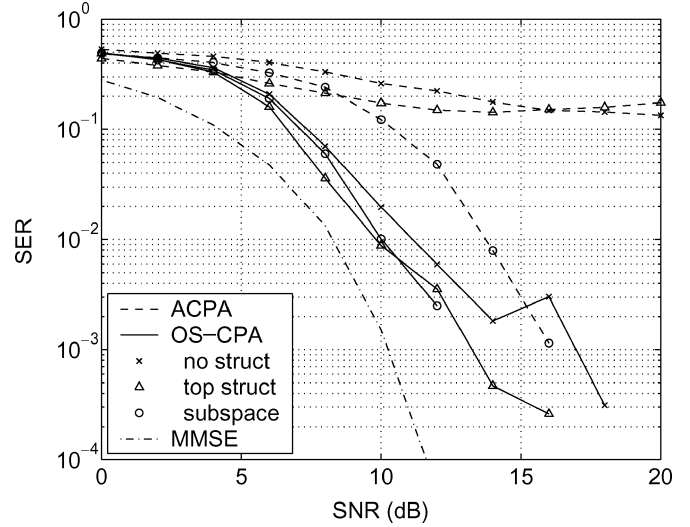 10^0
10^-1
10^-2
10^-3
10^-4
SER
ACPA
OS-CPA
no struct
top struct
subspace
MMSE
0 5 10 15 20
SNR (dB)